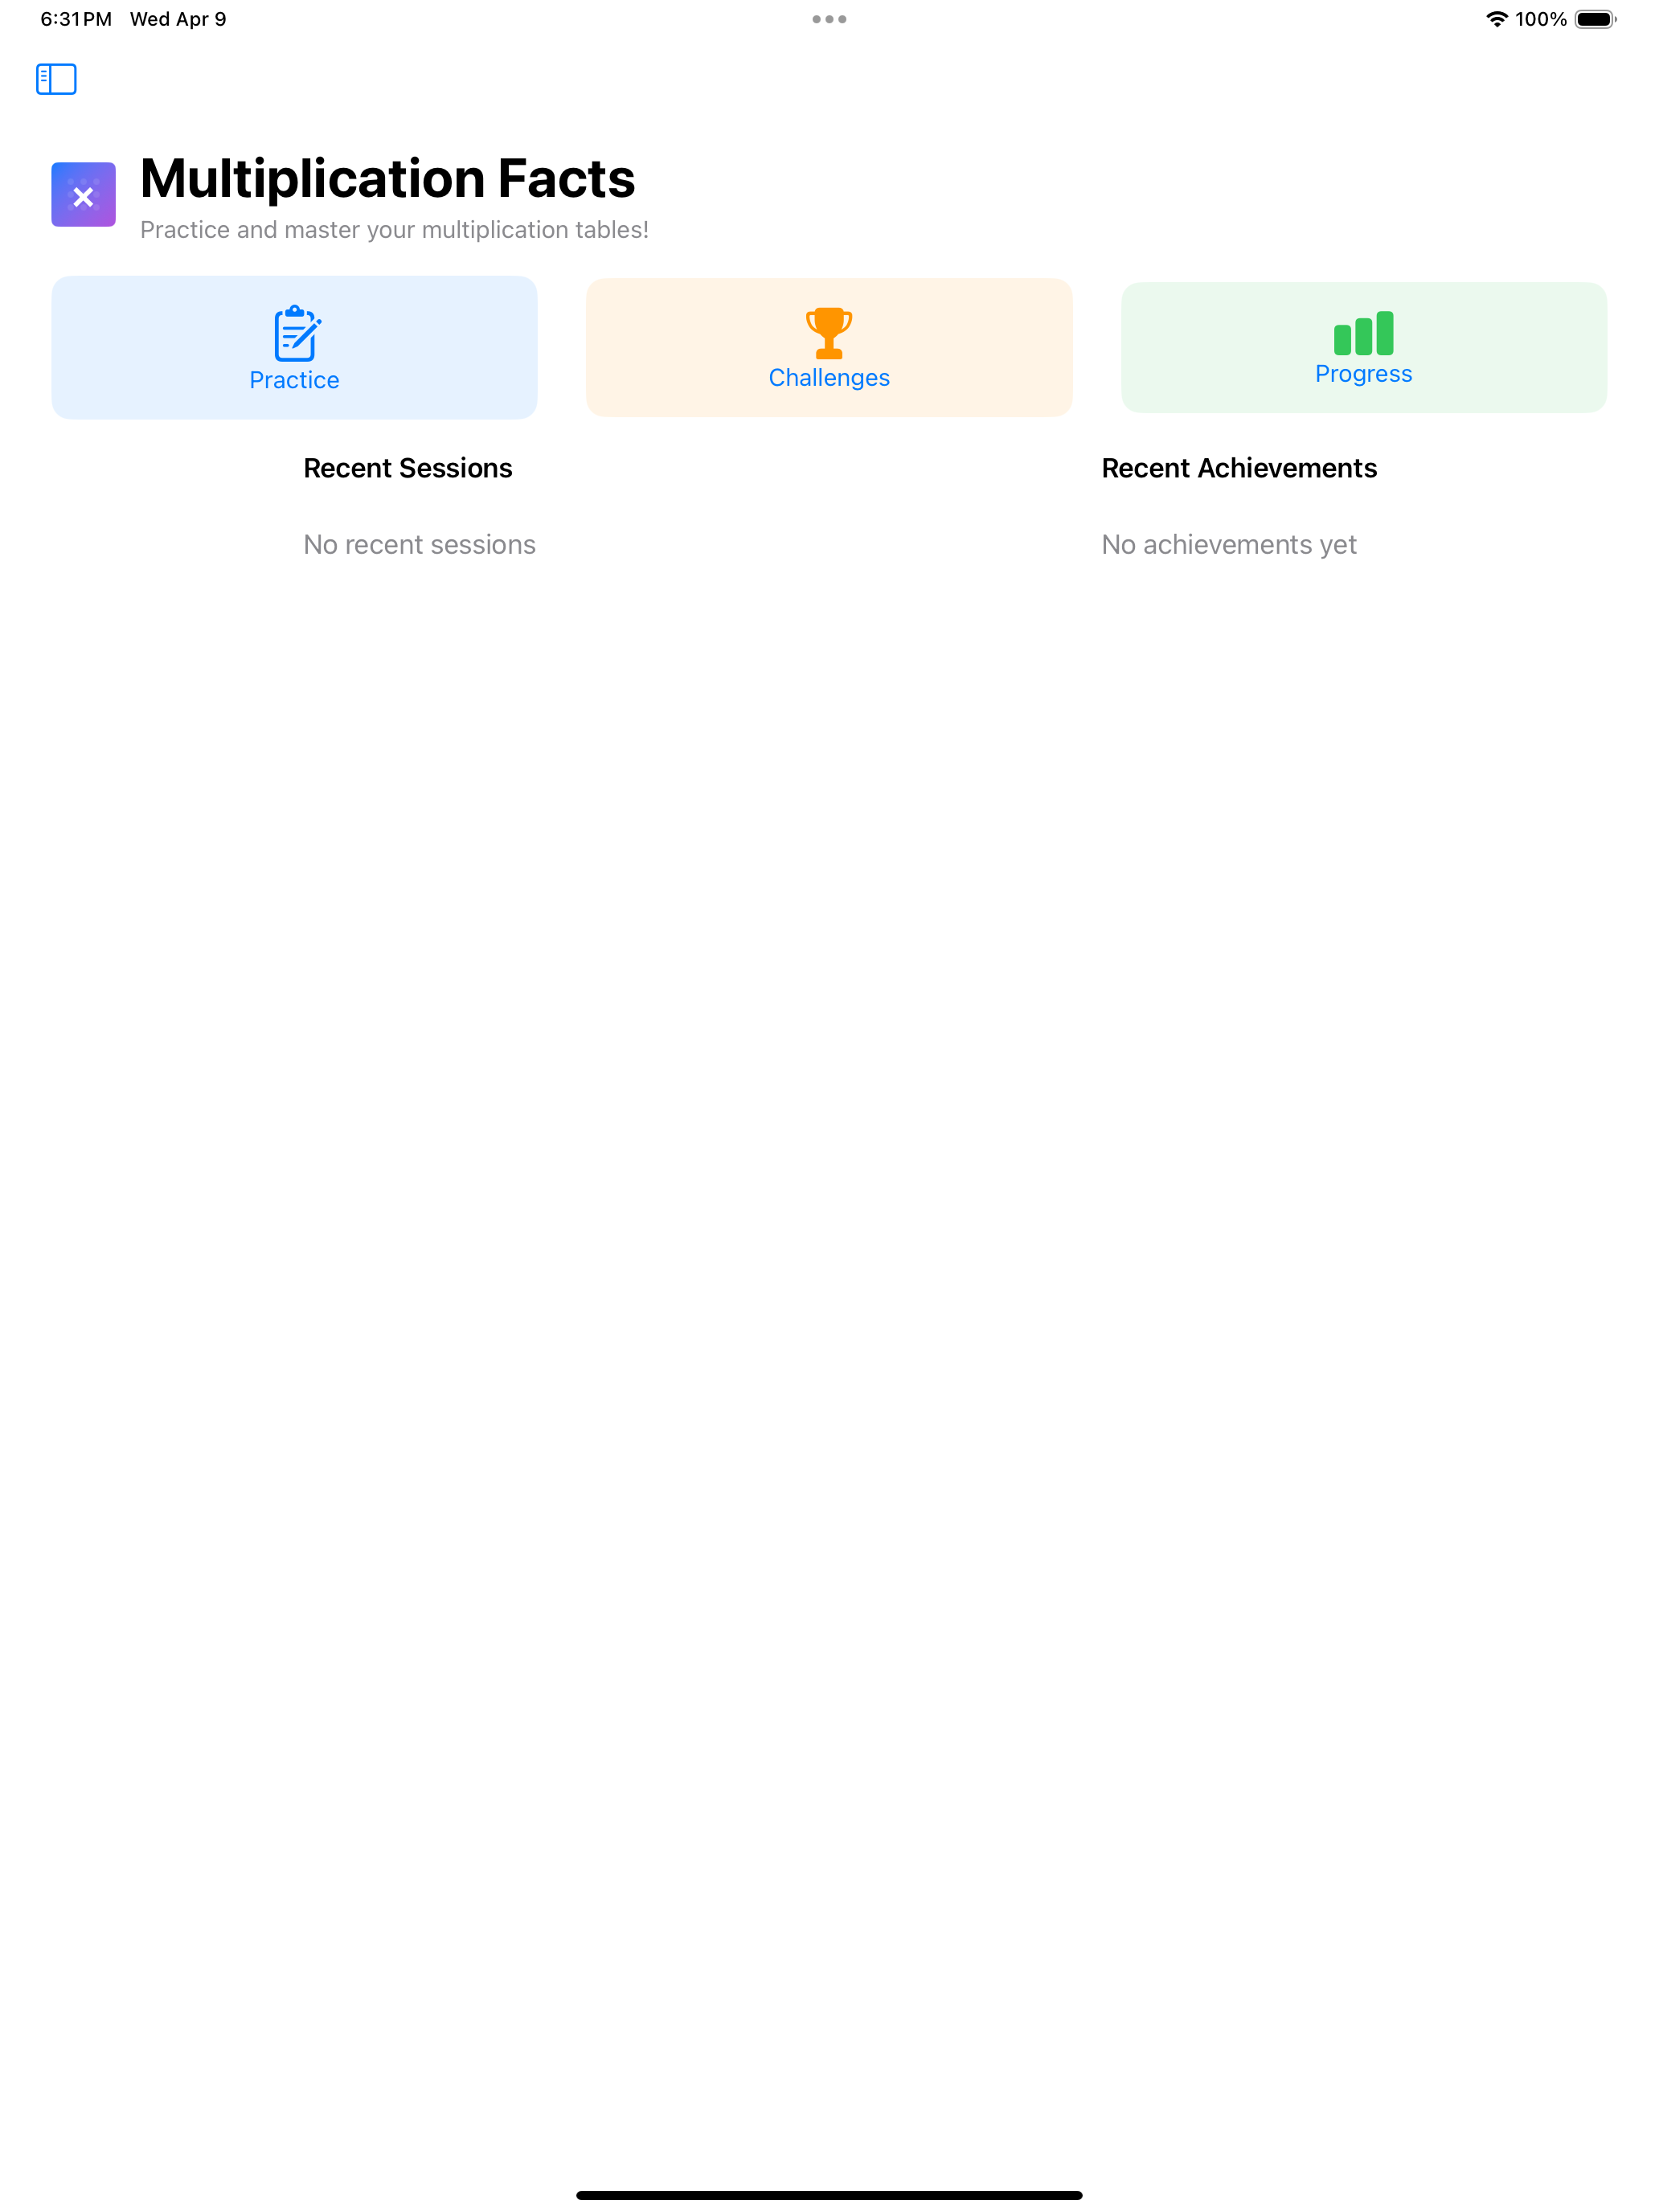 6:31 PM Wed Apr 9 100%
Multiplication Facts
Practice and master your multiplication tables!
Practice
Challenges
Progress
Recent Sessions
Recent Achievements
No recent sessions
No achievements yet